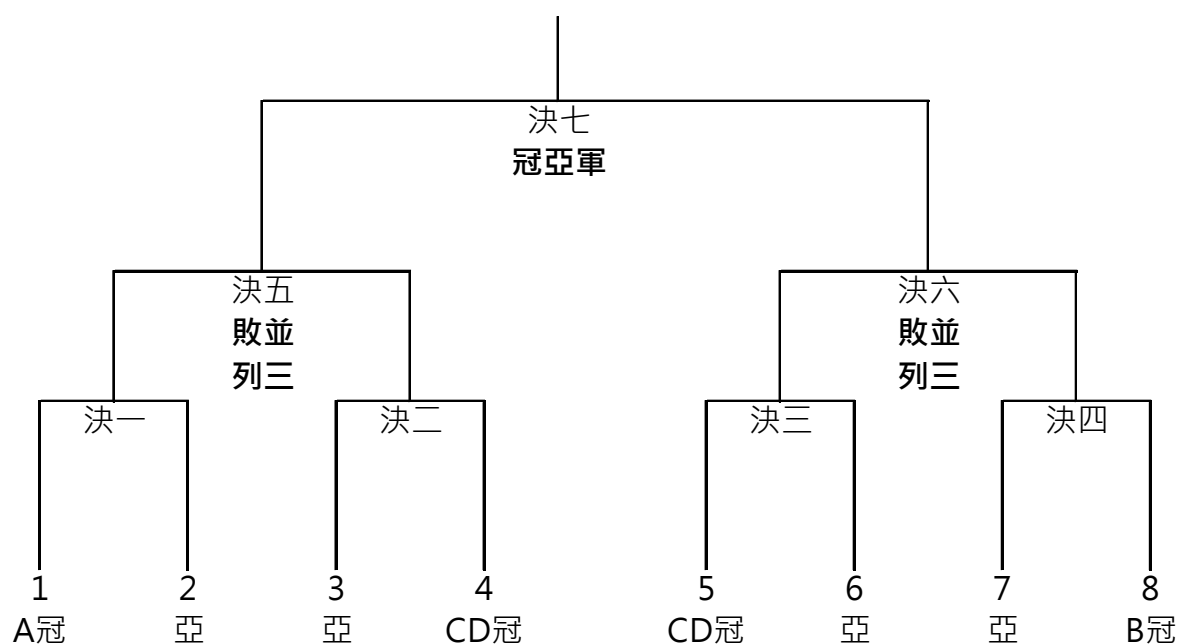 決七
冠亞軍
決五 決六
敗並 敗並
列三 列三
決一 決二 決三 決四
1 2 3 4 5 6 7 8
A冠 亞 亞 CD冠 CD冠 亞 亞 B冠